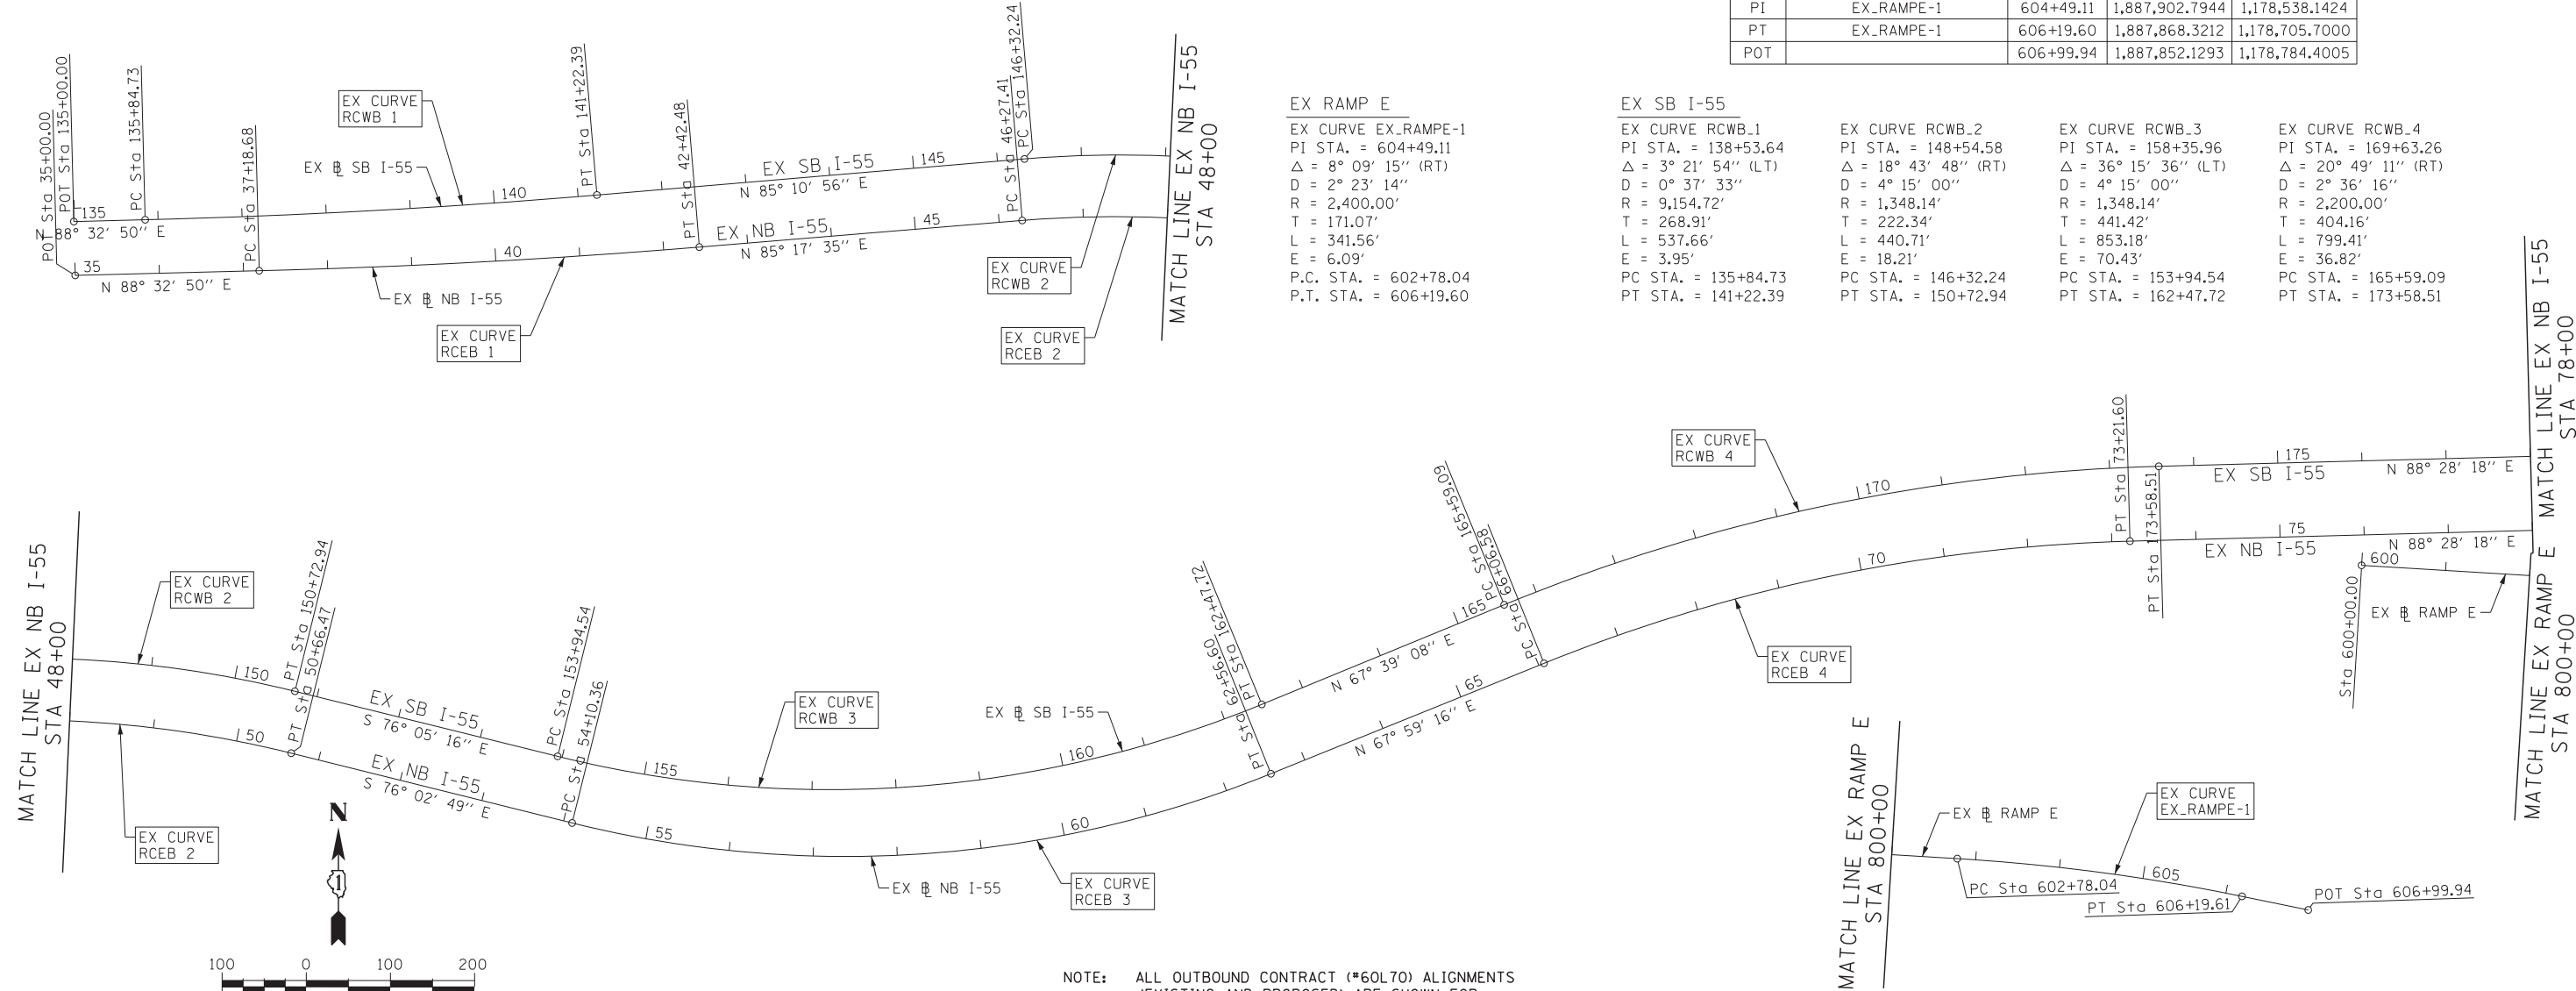 PI EX_RAMPE-1 604+49.11 1,887,902.7944 1,178,538.1424
PT EX_RAMPE-1 606+19.60 1,887,868.3212 1,178,705.7000
POT 606+99.94 1,887,852.1293 1,178,784.4005
POT Sta 35+00.00
POT Sta 135+00.00
PC Sta 135+84.73
PC Sta 37+18.68
EX CURVE
RCWB 1
EX BL SB I-55
135
N 88° 32' 50" E
140
PT Sta 141+22.39
PT Sta 42+42.48
EX SB I-55
N 85° 10' 56" E
145
PC Sta 46+27.41
PC Sta 146+32.24
35
N 88° 32' 50" E
EX BL NB I-55
EX CURVE
RCEB 1
40
EX NB I-55
N 85° 17' 35" E
45
EX CURVE
RCWB 2
EX CURVE
RCEB 2
MATCH LINE EX NB I-55
STA 48+00
EX RAMP E
EX CURVE EX_RAMPE-1
PI STA. = 604+49.11
Δ = 8° 09' 15" (RT)
D = 2° 23' 14"
R = 2,400.00'
T = 171.07'
L = 341.56'
E = 6.09'
P.C. STA. = 602+78.04
P.T. STA. = 606+19.60
EX SB I-55
EX CURVE RCWB_1
PI STA. = 138+53.64
Δ = 3° 21' 54" (LT)
D = 0° 37' 33"
R = 9,154.72'
T = 268.91'
L = 537.66'
E = 3.95'
PC STA. = 135+84.73
PT STA. = 141+22.39
EX CURVE RCWB_2
PI STA. = 148+54.58
Δ = 18° 43' 48" (RT)
D = 4° 15' 00"
R = 1,348.14'
T = 222.34'
L = 440.71'
E = 18.21'
PC STA. = 146+32.24
PT STA. = 150+72.94
EX CURVE RCWB_3
PI STA. = 158+35.96
Δ = 36° 15' 36" (LT)
D = 4° 15' 00"
R = 1,348.14'
T = 441.42'
L = 853.18'
E = 70.43'
PC STA. = 153+94.54
PT STA. = 162+47.72
EX CURVE RCWB_4
PI STA. = 169+63.26
Δ = 20° 49' 11" (RT)
D = 2° 36' 16"
R = 2,200.00'
T = 404.16'
L = 799.41'
E = 36.82'
PC STA. = 165+59.09
PT STA. = 173+58.51
MATCH LINE EX NB I-55
STA 48+00
EX CURVE
RCWB 2
150
PT Sta 150+72.94
PT Sta 50+66.47
50
EX CURVE
RCEB 2
EX SB I-55
S 76° 05' 16" E
EX NB I-55
S 76° 02' 49" E
PC Sta 153+94.54
PC Sta 54+10.36
155
55
EX CURVE
RCWB 3
EX BL SB I-55
160
60
EX BL NB I-55
EX CURVE
RCEB 3
PT Sta 62+56.60
PT Sta 162+47.72
N 67° 39' 08" E
165
N 67° 59' 16" E
65
PC Sta 165+59.09
PC Sta 66+06.58
EX CURVE
RCWB 4
170
70
EX CURVE
RCEB 4
PT Sta 73+21.60
PT Sta 173+58.51
175
EX SB I-55
N 88° 28' 18" E
75
EX NB I-55
N 88° 28' 18" E
600
Sta 600+00.00
EX BL RAMP E
MATCH LINE EX NB I-55
STA 78+00
MATCH LINE EX RAMP E
STA 800+00
MATCH LINE EX RAMP E
STA 800+00
EX BL RAMP E
EX CURVE
EX_RAMPE-1
PC Sta 602+78.04
605
PT Sta 606+19.61
POT Sta 606+99.94
N
1
100 0 100 200
NOTE: ALL OUTBOUND CONTRACT (#60L70) ALIGNMENTS
(EXISTING AND PROPOSED) ARE SHOWN FOR